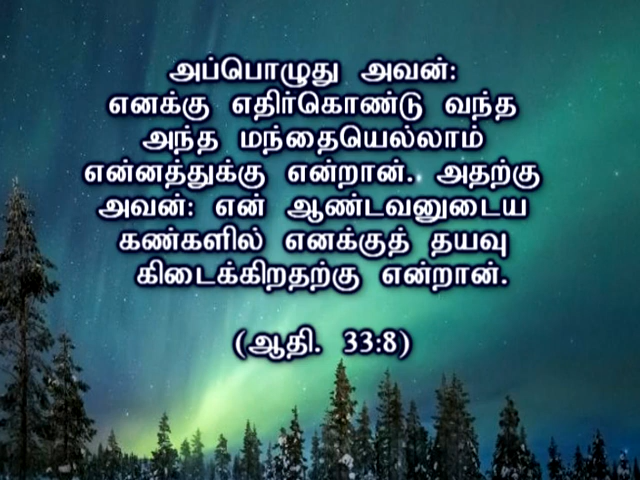 அப்பொழுது அவன்:
எனக்கு எதிர்கொண்டு வந்த
அந்த மந்தையெல்லாம்
என்னத்துக்கு என்றான். அதற்கு
அவன்: என் ஆண்டவனுடைய
கண்களில் எனக்குத் தயவு
கிடைக்கிறதற்கு என்றான்.
(ஆதி. 33:8)